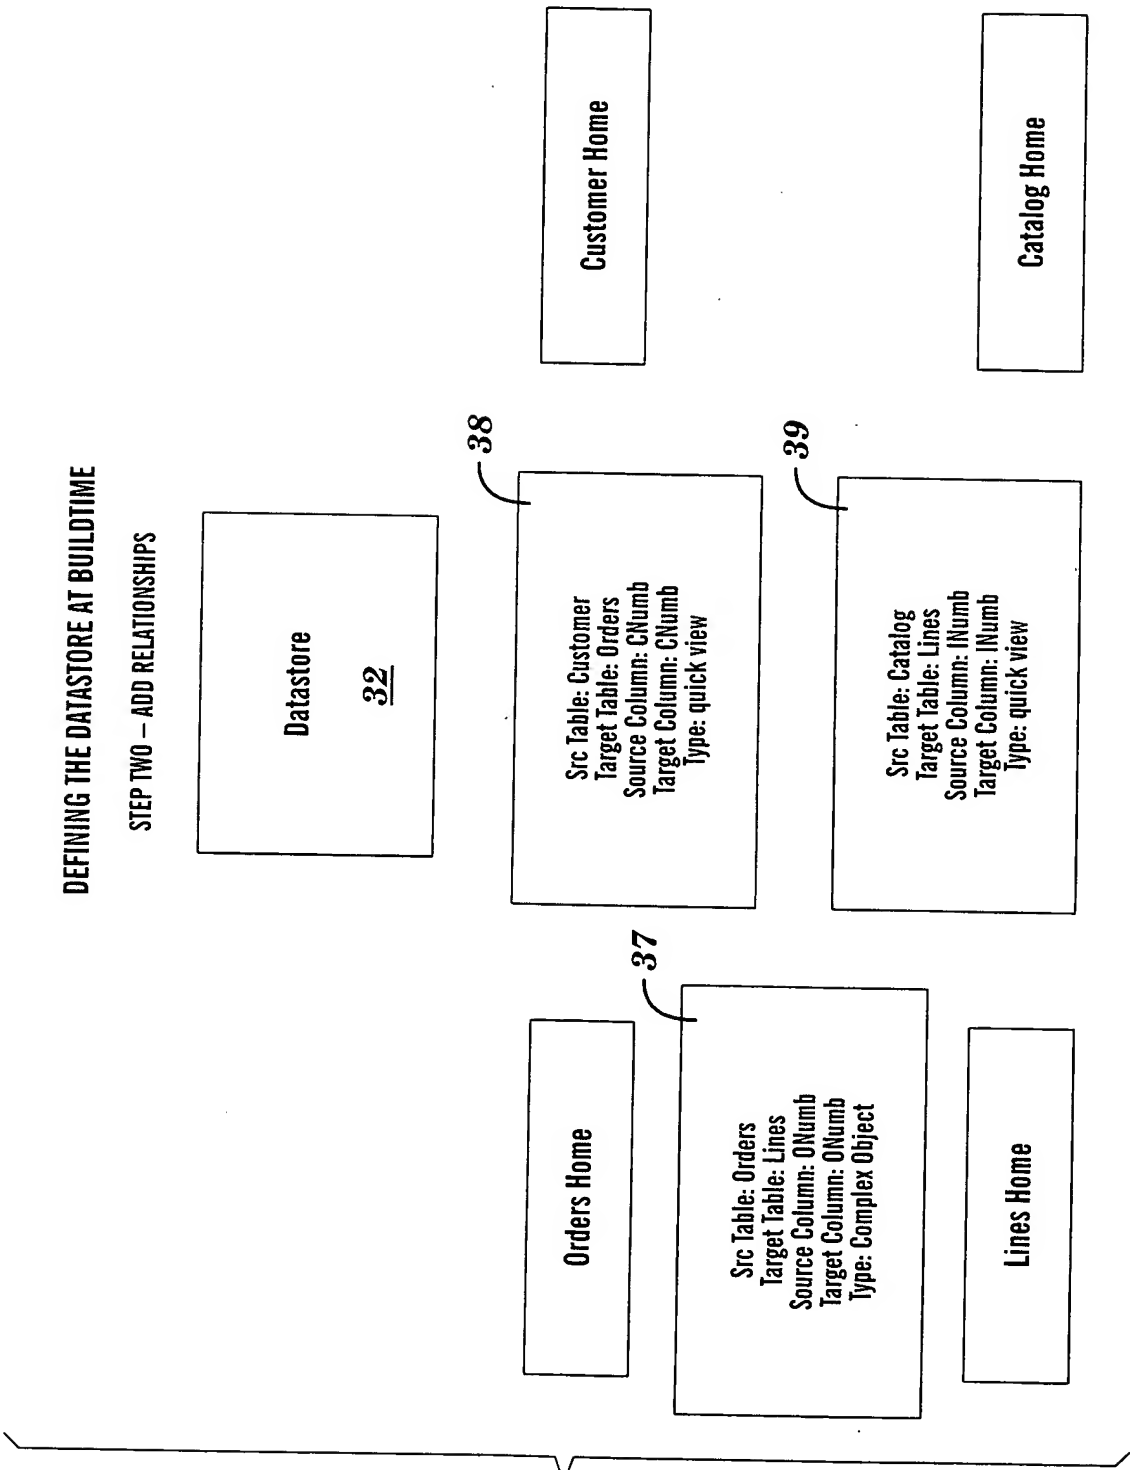 DEFINING THE DATASTORE AT BUILDTIME
STEP TWO – ADD RELATIONSHIPS
Datastore
32
Orders Home
38
Src Table: Customer
Target Table: Orders
Source Column: CNumb
Target Column: CNumb
Type: quick view
Customer Home
37
Src Table: Orders
Target Table: Lines
Source Column: ONumb
Target Column: ONumb
Type: Complex Object
39
Src Table: Catalog
Target Table: Lines
Source Column: INumb
Target Column: INumb
Type: quick view
Lines Home
Catalog Home